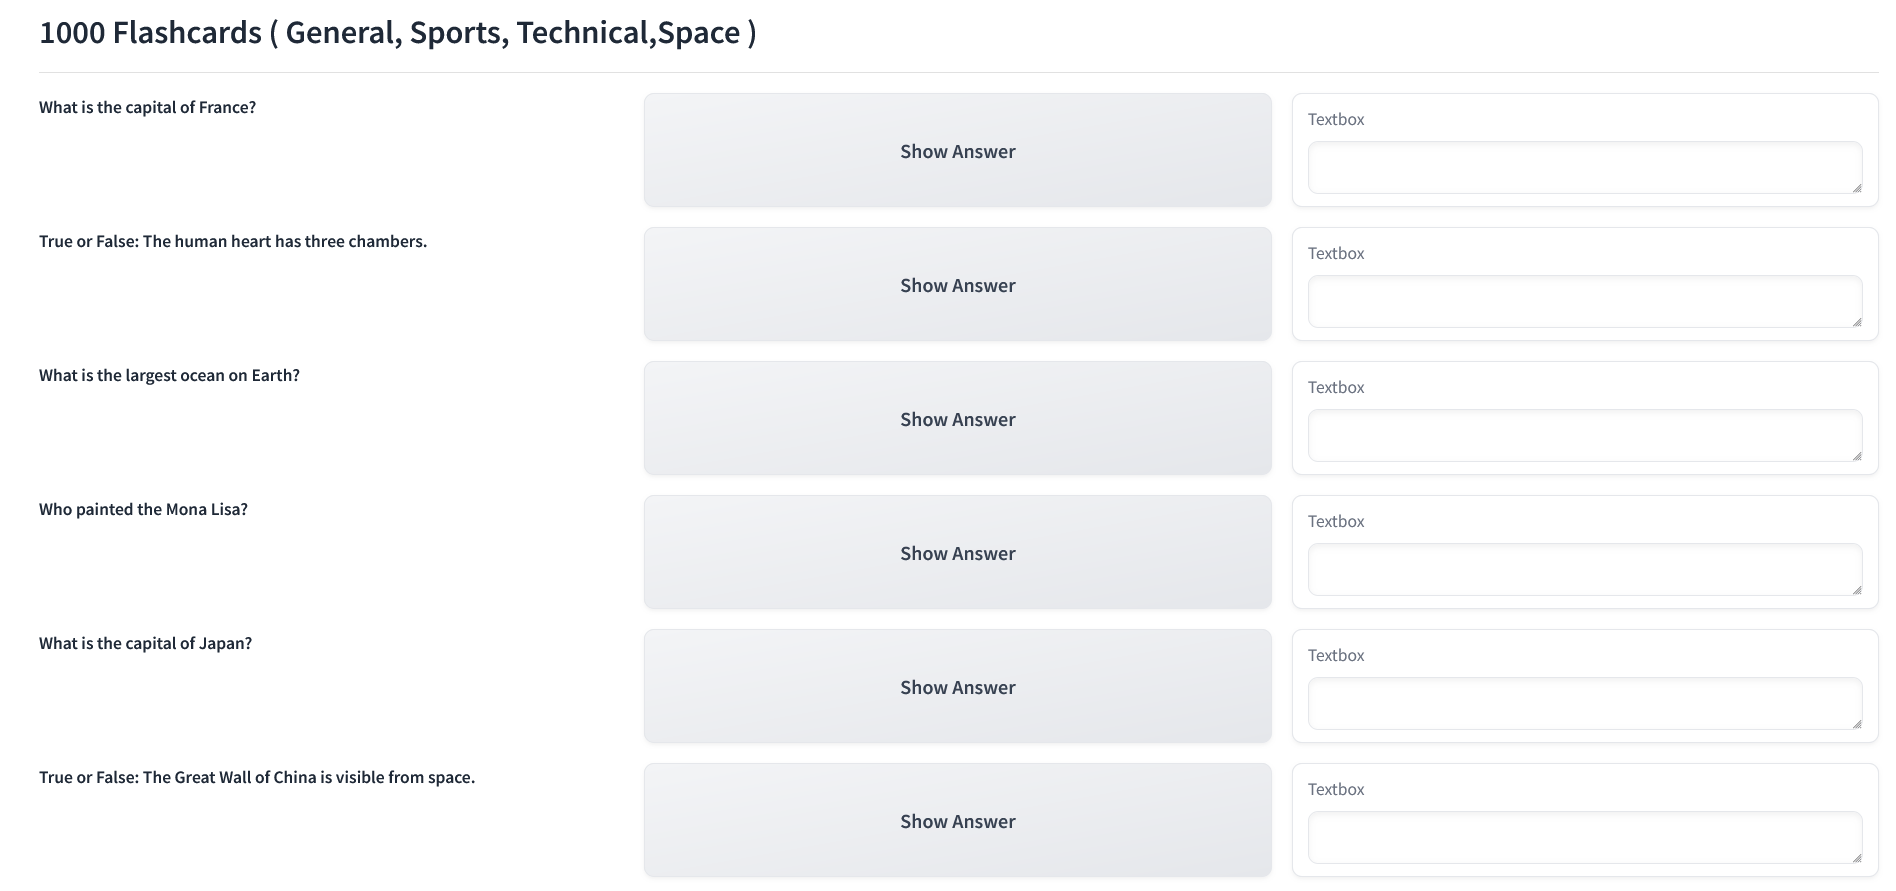 1000 Flashcards ( General, Sports, Technical,Space )
What is the capital of France?
Show Answer
Textbox
True or False: The human heart has three chambers.
Show Answer
Textbox
What is the largest ocean on Earth?
Show Answer
Textbox
Who painted the Mona Lisa?
Show Answer
Textbox
What is the capital of Japan?
Show Answer
Textbox
True or False: The Great Wall of China is visible from space.
Show Answer
Textbox